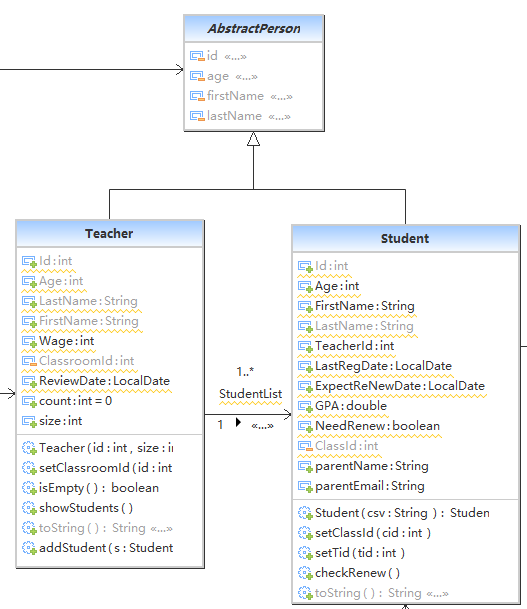 AbstractPerson
id «...»
age «...»
firstName «...»
lastName «...»
Teacher
Id:int
Age:int
LastName:String
FirstName:String
Wage:int
ClassroomId:int
ReviewDate:LocalDate
count:int = 0
size:int
Teacher(id:int, size:i
setClassroomId(id:int
isEmpty() : boolean
showStudents()
toString() : String «...»
addStudent(s:Student
1..*
StudentList
1 «...»
Student
Id:int
Age:int
FirstName:String
LastName:String
TeacherId:int
LastRegDate:LocalDate
ExpectReNewDate:LocalDate
GPA:double
NeedRenew:boolean
ClassId:int
parentName:String
parentEmail:String
Student(csv:String) : Studen
setClassId(cid:int)
setTid(tid:int)
checkRenew()
toString() : String «...»